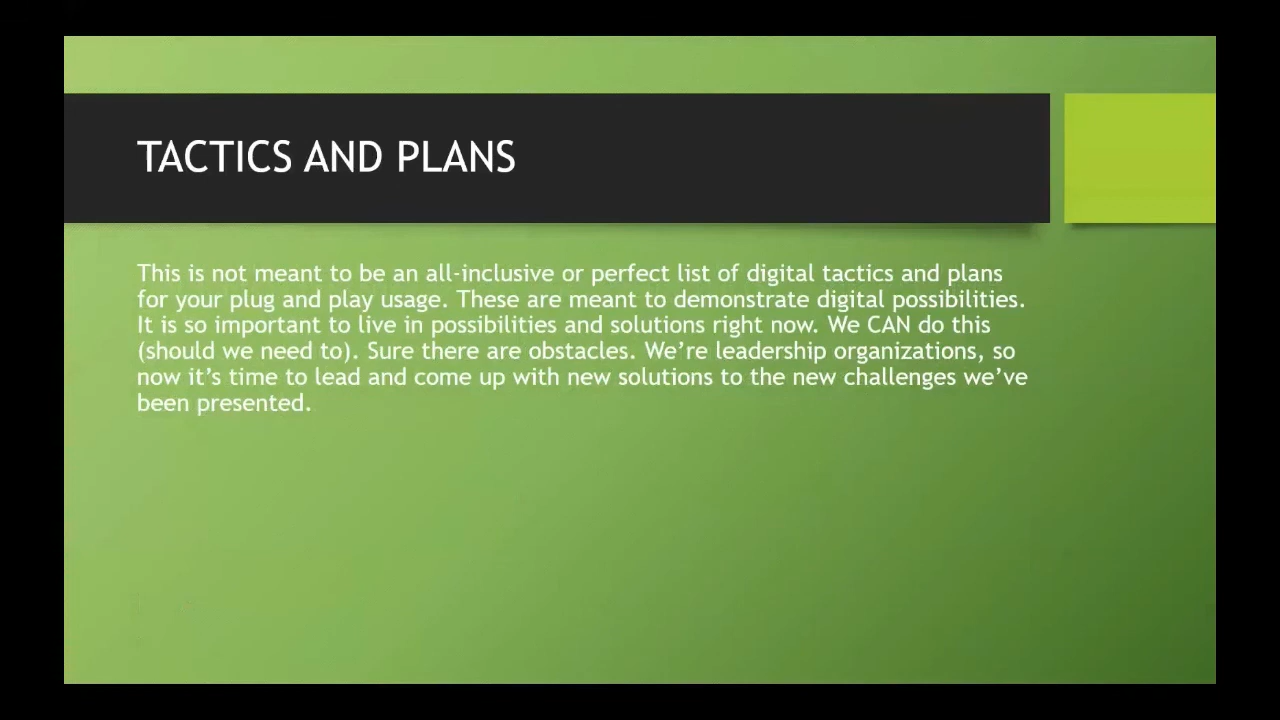 TACTICS AND PLANS
This is not meant to be an all-inclusive or perfect list of digital tactics and plans
for your plug and play usage. These are meant to demonstrate digital possibilities.
It is so important to live in possibilities and solutions right now. We CAN do this
(should we need to). Sure there are obstacles. We’re leadership organizations, so
now it’s time to lead and come up with new solutions to the new challenges we’ve
been presented.